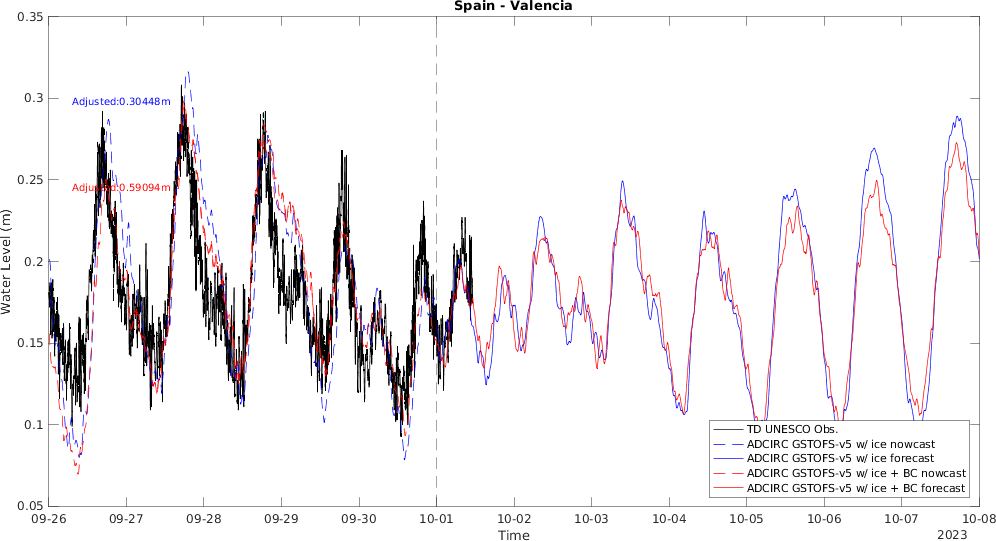 Spain - Valencia
0.35
0.3
0.25
0.2
0.15
0.1
0.05
Water Level (m)
Adjusted:0.30448m
Adjusted:0.59094m
TD UNESCO Obs.
ADCIRC GSTOFS-v5 w/ ice nowcast
ADCIRC GSTOFS-v5 w/ ice forecast
ADCIRC GSTOFS-v5 w/ ice + BC nowcast
ADCIRC GSTOFS-v5 w/ ice + BC forecast
09-26 09-27 09-28 09-29 09-30 10-01 10-02 10-03 10-04 10-05 10-06 10-07 10-08
Time
2023